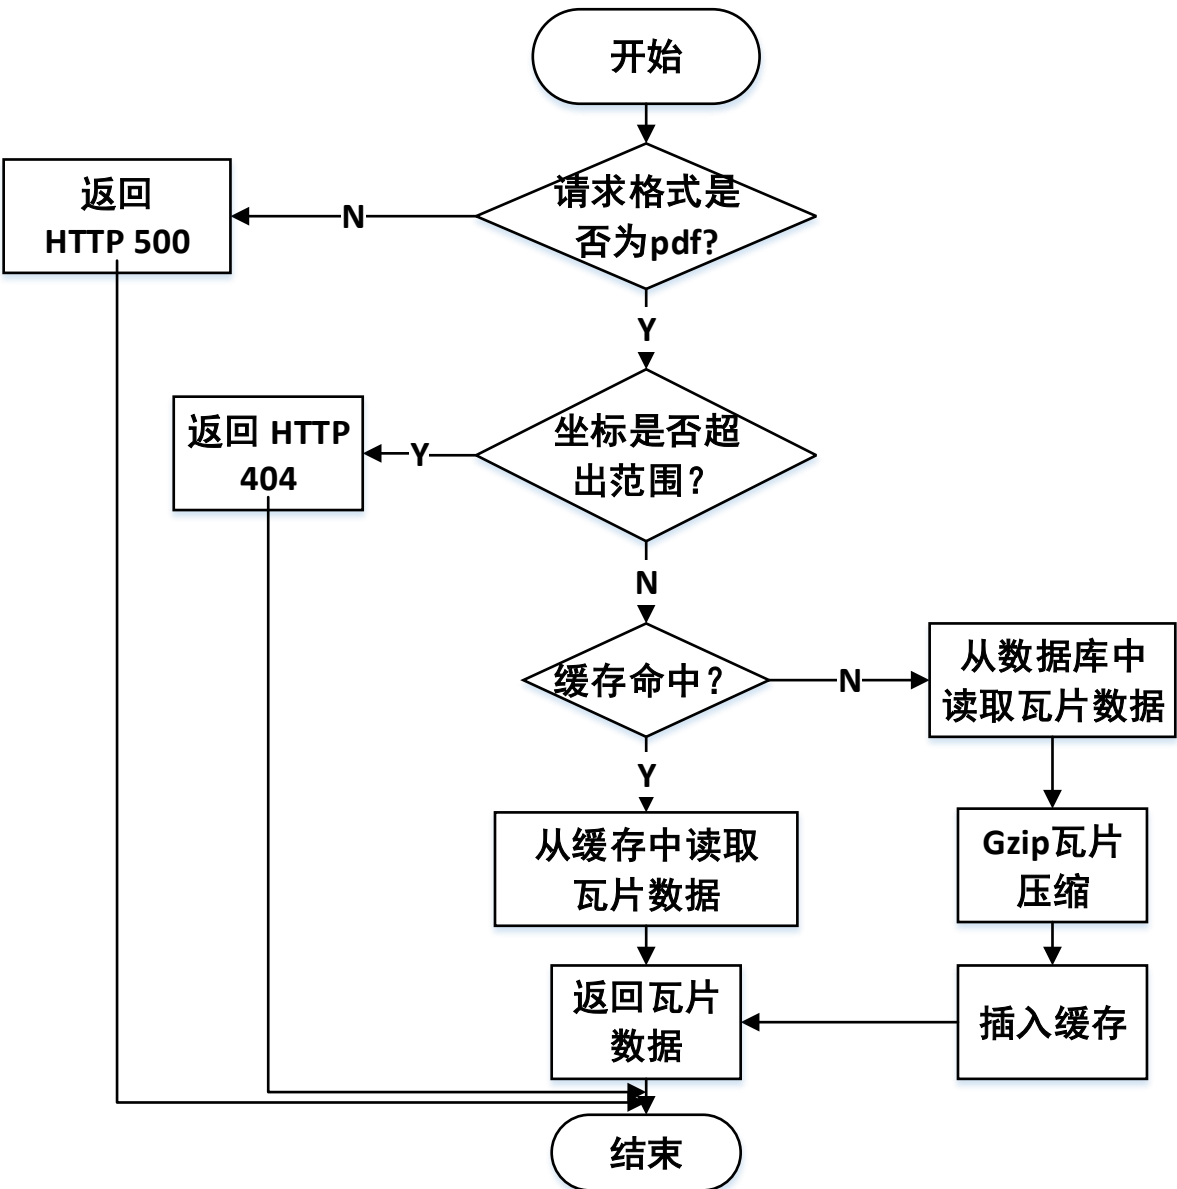 开始
返回
HTTP 500
N
请求格式是
否为pdf?
Y
返回 HTTP
404
Y
坐标是否超
出范围？
N
缓存命中？
N
从数据库中
读取瓦片数据
Y
从缓存中读取
瓦片数据
Gzip瓦片
压缩
返回瓦片
数据
插入缓存
结束